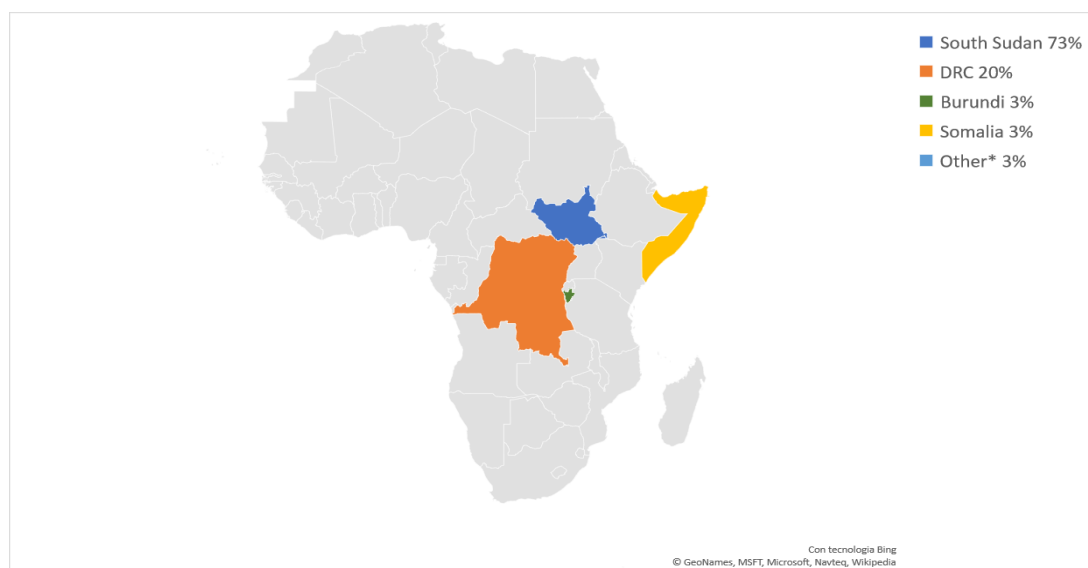 South Sudan 73%
DRC 20%
Burundi 3%
Somalia 3%
Other* 3%
Con tecnologia Bing
© GeoNames, MSFT, Microsoft, Navteq, Wikipedia